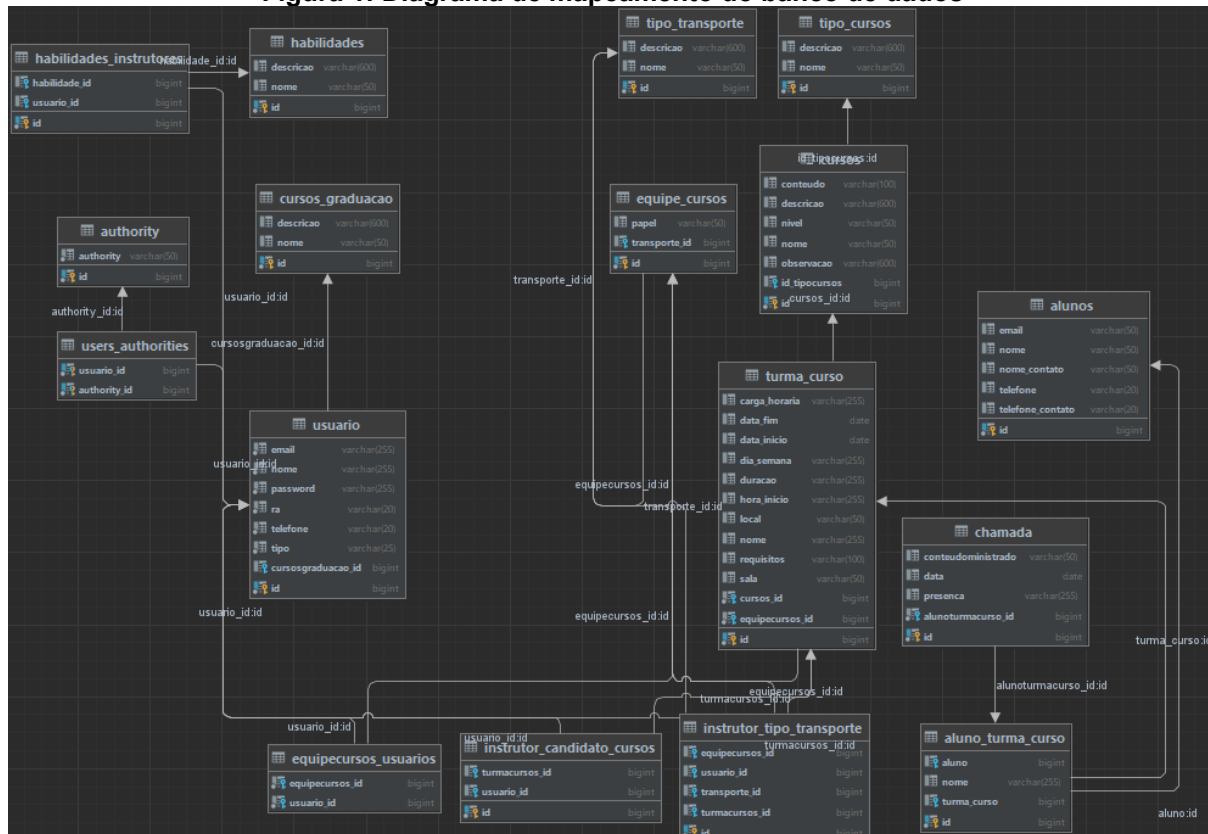 Figura 1: Diagrama de mapeamento de banco de dados
habilidades_instrutores
habilidade_id bigint
usuario_id bigint
id bigint
habilidade_id:id
habilidades
descricao varchar(600)
nome varchar(50)
id bigint
tipo_transporte
descricao varchar(600)
nome varchar(50)
id bigint
tipo_cursos
descricao varchar(600)
nome varchar(50)
id bigint
id_tipocursos:id
cursos
conteudo varchar(100)
descricao varchar(600)
nivel varchar(50)
nome varchar(50)
observacao varchar(600)
id_tipocursos bigint
id bigint
cursos_id:id
cursos_graduacao
descricao varchar(600)
nome varchar(50)
id bigint
equipe_cursos
papel varchar(50)
transporte_id bigint
id bigint
transporte_id:id
authority
authority varchar(50)
id bigint
authority_id:id
usuario_id:id
cursosgraduacao_id:id
users_authorities
usuario_id bigint
authority_id bigint
alunos
email varchar(50)
nome varchar(50)
nome_contato varchar(50)
telefone varchar(20)
telefone_contato varchar(20)
id bigint
turma_curso
carga_horaria varchar(255)
data_fim date
data_inicio date
dia_semana varchar(255)
duracao varchar(255)
hora_inicio varchar(255)
local varchar(50)
nome varchar(255)
requisitos varchar(100)
sala varchar(50)
cursos_id bigint
equipecursos_id bigint
id bigint
usuario
email varchar(255)
nome varchar(255)
password varchar(255)
ra varchar(20)
telefone varchar(20)
tipo varchar(25)
cursosgraduacao_id bigint
id bigint
usuario_id:id
usuario_id:id
equipecursos_id:id
transporte_id:id
equipecursos_id:id
chamada
conteudoministrado varchar(50)
data date
presenca varchar(255)
alunoturmacurso_id bigint
id bigint
turma_curso:id
alunoturmacurso_id:id
equipecursos_id:id
turmacursos_id:id
usuario_id:id
usuario_id:id
equipecursos_usuarios
equipecursos_id bigint
usuario_id bigint
instrutor_candidato_cursos
turmacursos_id bigint
usuario_id bigint
id bigint
instrutor_tipo_transporte
turmacursos_id:id
equipecursos_id bigint
usuario_id bigint
transporte_id bigint
turmacursos_id bigint
id bigint
aluno_turma_curso
aluno bigint
nome varchar(255)
turma_curso bigint
id bigint
aluno:id